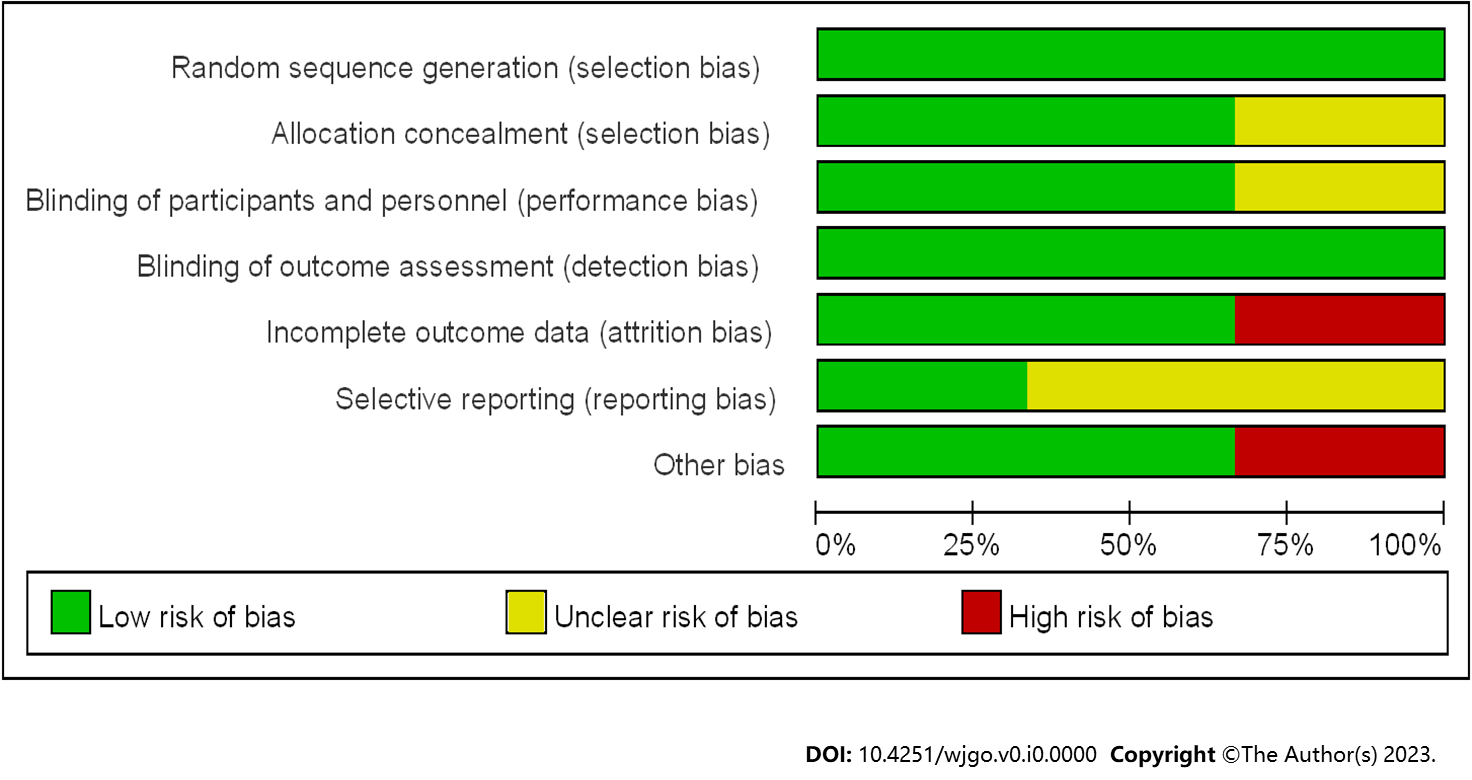 Random sequence generation (selection bias)
Allocation concealment (selection bias)
Blinding of participants and personnel (performance bias)
Blinding of outcome assessment (detection bias)
Incomplete outcome data (attrition bias)
Selective reporting (reporting bias)
Other bias
0% 25% 50% 75% 100%
Low risk of bias Unclear risk of bias High risk of bias
DOI: 10.4251/wjgo.v0.i0.0000 Copyright ©The Author(s) 2023.